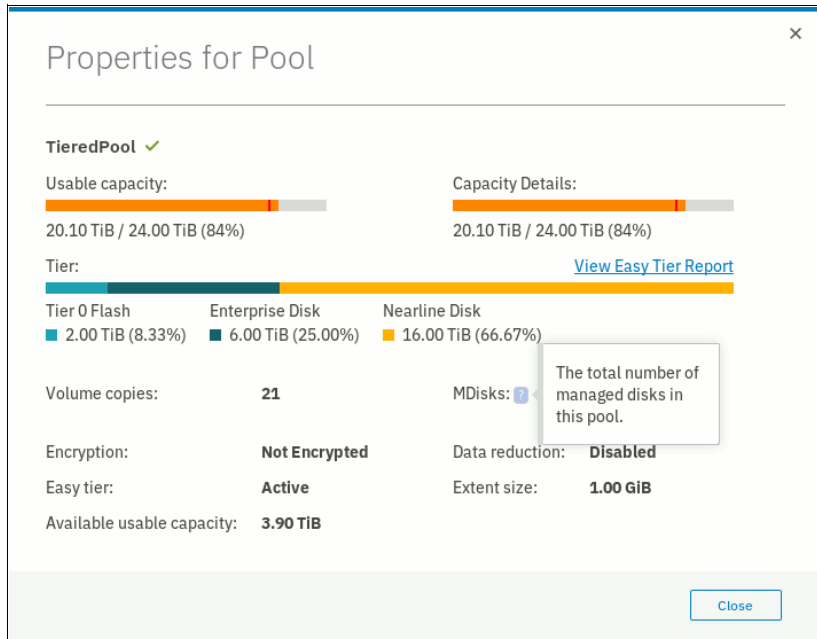 ×
Properties for Pool
TieredPool ✓
Usable capacity:
Capacity Details:
20.10 TiB / 24.00 TiB (84%)
20.10 TiB / 24.00 TiB (84%)
Tier:
View Easy Tier Report
Tier 0 Flash
Enterprise Disk
Nearline Disk
2.00 TiB (8.33%)
6.00 TiB (25.00%)
16.00 TiB (66.67%)
Volume copies: 21
MDisks: ?
The total number of
managed disks in
this pool.
Encryption: Not Encrypted
Data reduction: Disabled
Easy tier: Active
Extent size: 1.00 GiB
Available usable capacity: 3.90 TiB
Close